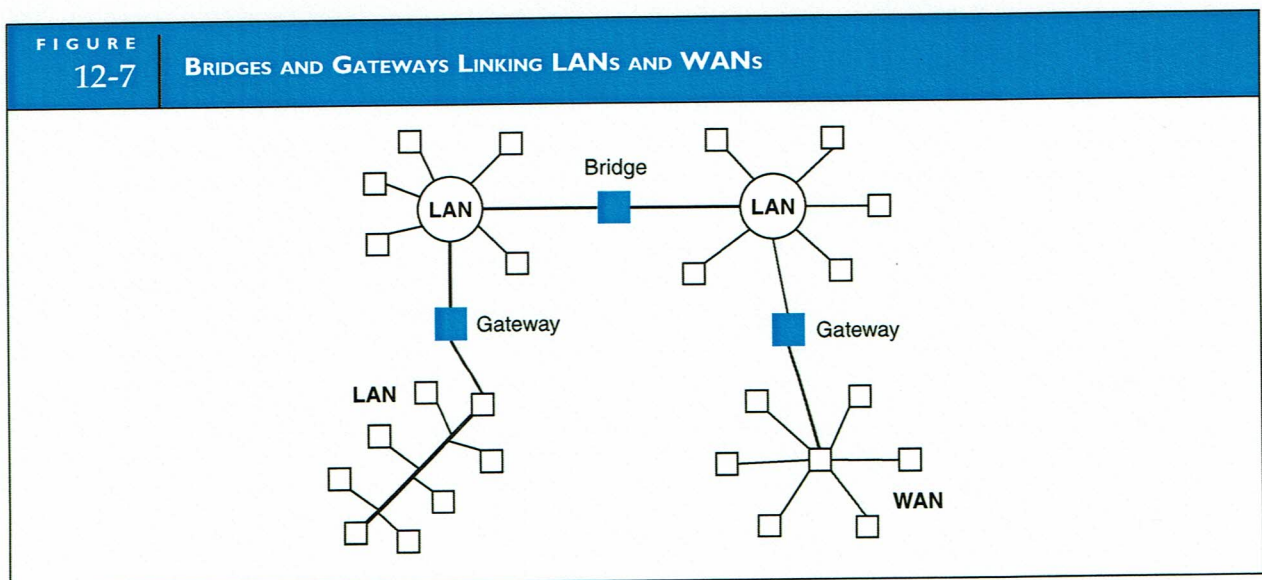 FIGURE
12-7
BRIDGES AND GATEWAYS LINKING LANS AND WANS
Bridge
LAN
LAN
Gateway
Gateway
LAN
WAN